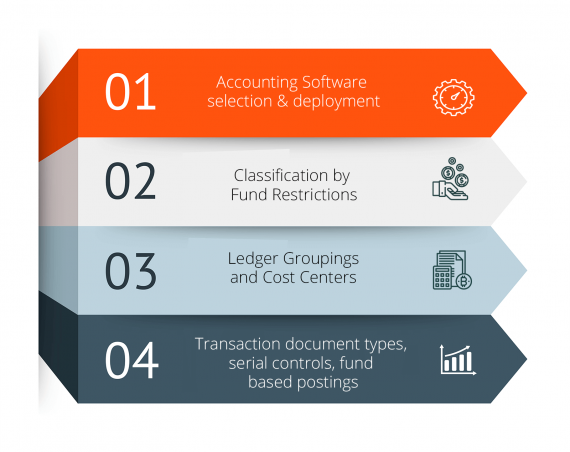 01
Accounting Software
selection & deployment
02
Classification by
Fund Restrictions
03
Ledger Groupings
and Cost Centers
04
Transaction document types,
serial controls, fund
based postings